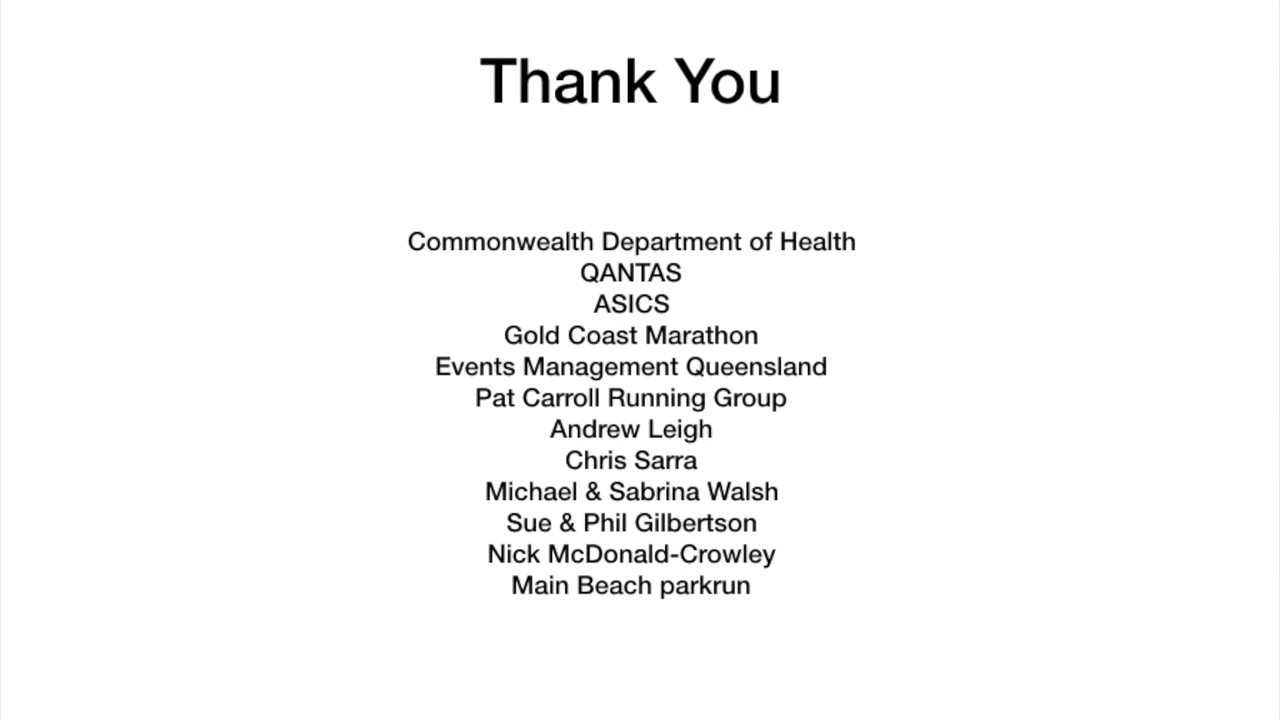 Thank You
Commonwealth Department of Health
QANTAS
ASICS
Gold Coast Marathon
Events Management Queensland
Pat Carroll Running Group
Andrew Leigh
Chris Sarra
Michael & Sabrina Walsh
Sue & Phil Gilbertson
Nick McDonald-Crowley
Main Beach parkrun